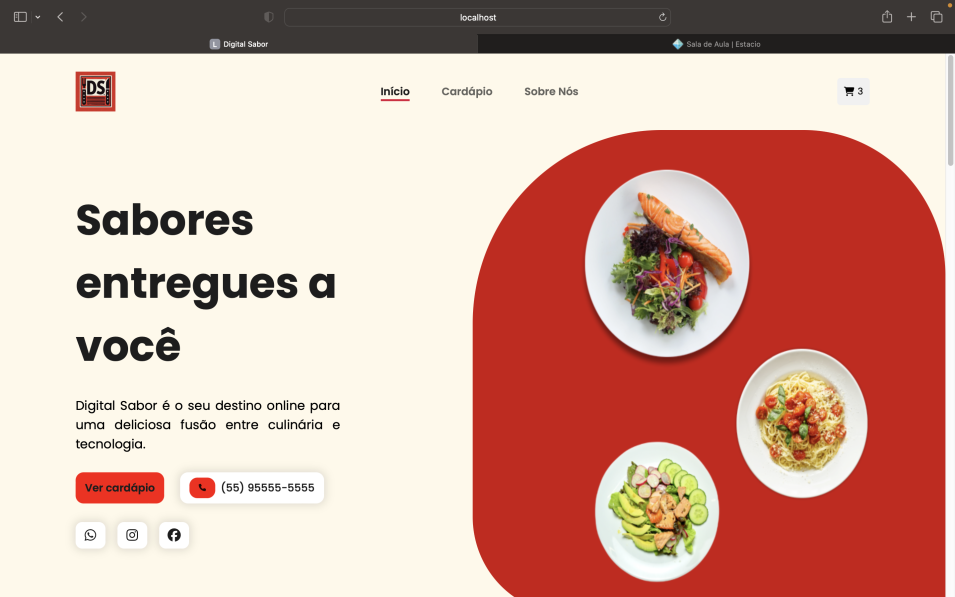 localhost
L Digital Sabor
Sala de Aula | Estacio
DS
Início Cardápio Sobre Nós 3
Sabores
entregues a
você
Digital Sabor é o seu destino online para
uma deliciosa fusão entre culinária e
tecnologia.
Ver cardápio (55) 95555-5555